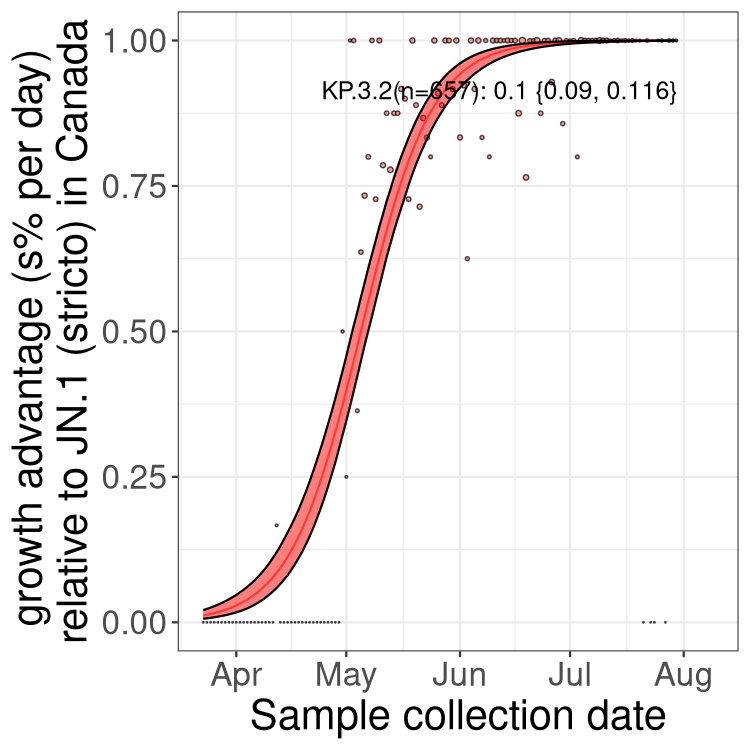 growth advantage (s% per day)
relative to JN.1 (stricto) in Canada
1.00
0.75
0.50
0.25
0.00
KP.3.2(n=657): 0.1 {0.09, 0.116}
Apr May Jun Jul Aug
Sample collection date